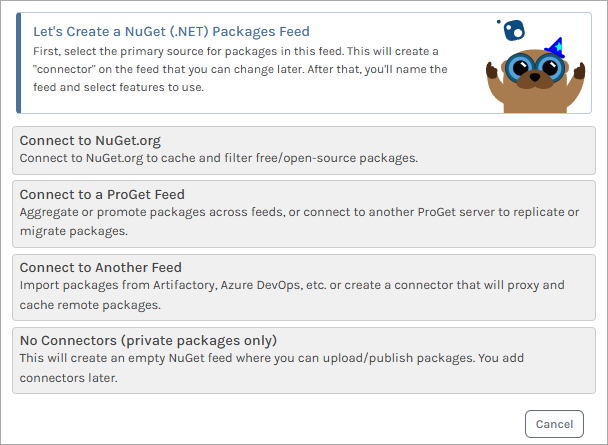 Let's Create a NuGet (.NET) Packages Feed
First, select the primary source for packages in this feed. This will create a
"connector" on the feed that you can change later. After that, you'll name the
feed and select features to use.
Connect to NuGet.org
Connect to NuGet.org to cache and filter free/open-source packages.
Connect to a ProGet Feed
Aggregate or promote packages across feeds, or connect to another ProGet server to replicate or
migrate packages.
Connect to Another Feed
Import packages from Artifactory, Azure DevOps, etc. or create a connector that will proxy and
cache remote packages.
No Connectors (private packages only)
This will create an empty NuGet feed where you can upload/publish packages. You add
connectors later.
Cancel